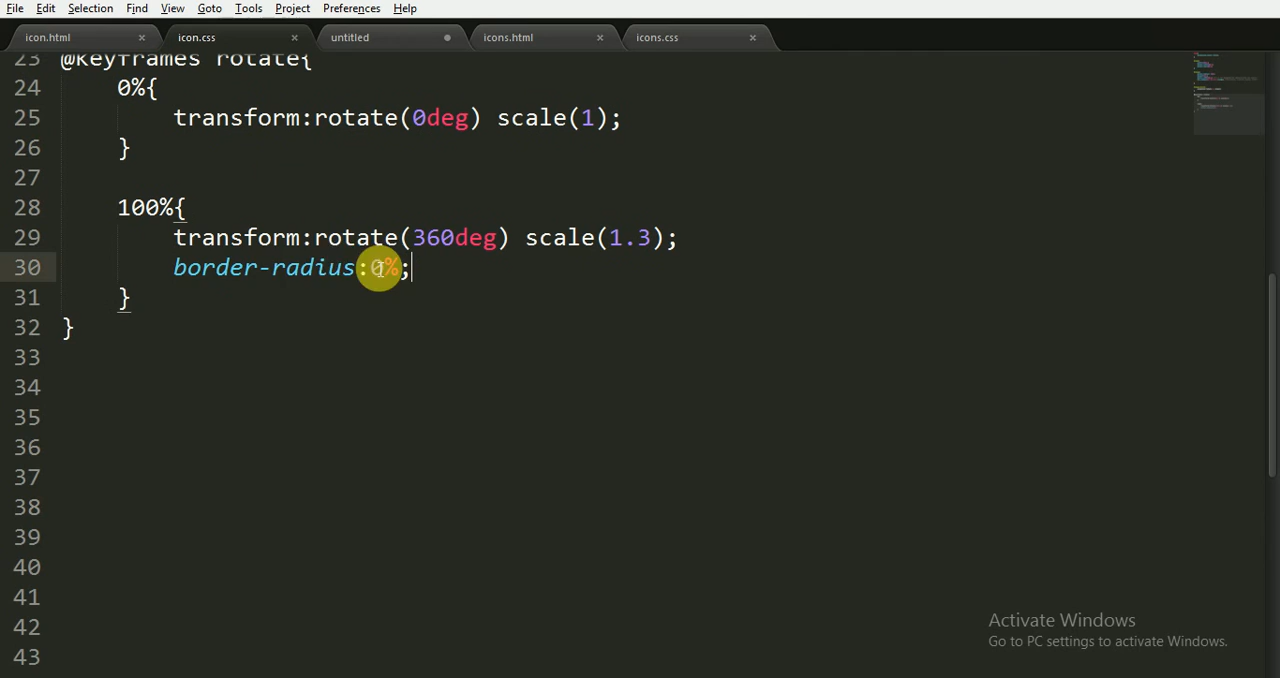 File Edit Selection Find View Goto Tools Project Preferences Help
icon.html × icon.css × untitled icons.html × icons.css ×
23 @keyframes rotate{
24 0%{
25 transform:rotate(0deg) scale(1);
26 }
27
28 100%{
29 transform:rotate(360deg) scale(1.3);
30 border-radius:0%;
31 }
32 }
33
34
35
36
37
38
39
40
41
42
43
Activate Windows
Go to PC settings to activate Windows.